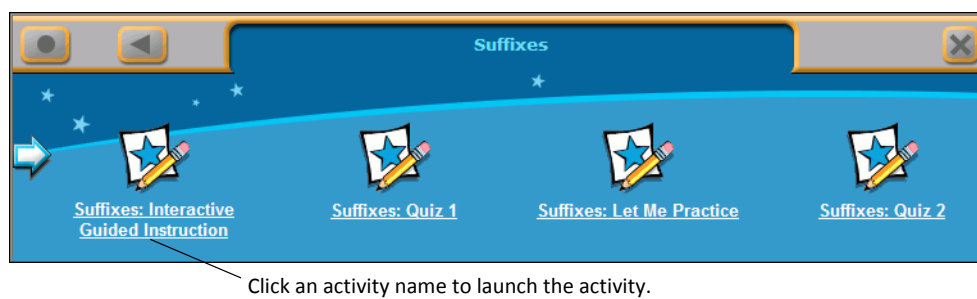 Suffixes
Suffixes: Interactive
Guided Instruction
Suffixes: Quiz 1
Suffixes: Let Me Practice
Suffixes: Quiz 2
Click an activity name to launch the activity.